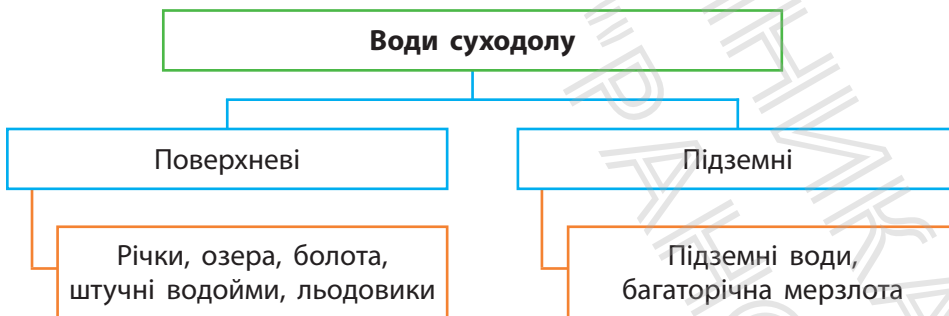 Води суходолу
Поверхневі
Підземні
Річки, озера, болота,
штучні водойми, льодовики
Підземні води,
багаторічна мерзлота